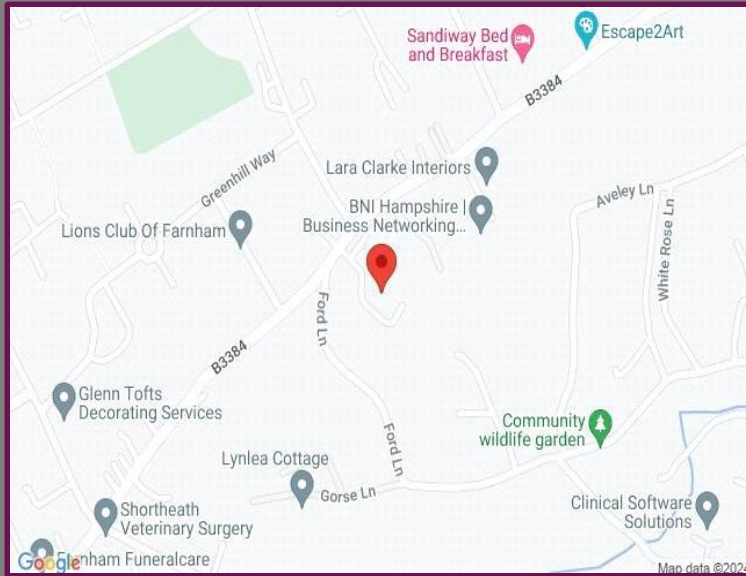 Sandiway Bed
and Breakfast
Escape2Art
B3384
Greenhill Way
Lara Clarke Interiors
BNI Hampshire |
Business Networking...
Aveley Ln
White Rose Ln
Lions Club Of Farnham
Ford Ln
B3384
Glenn Tofts
Decorating Services
Community
wildlife garden
Ford Ln
Lynlea Cottage
Gorse Ln
Clinical Software
Solutions
Shortheath
Veterinary Surgery
Farnham Funeralcare
Google
Map data ©2024